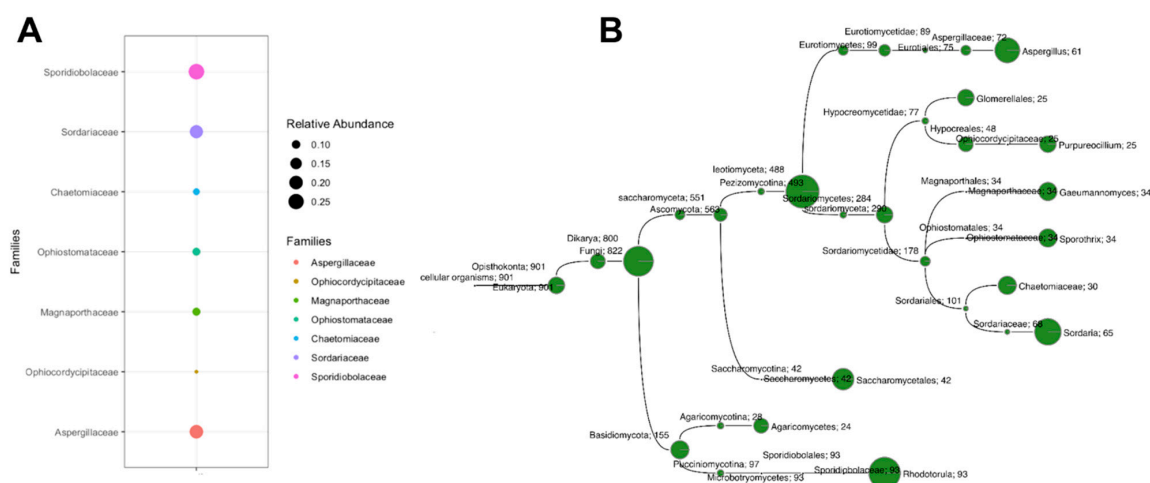 A
Families
Sporidiobolaceae
Sordariaceae
Chaetomiaceae
Ophiostomataceae
Magnaporthaceae
Ophiocordycipitaceae
Aspergillaceae
Relative Abundance
0.10
0.15
0.20
0.25
Families
Aspergillaceae
Ophiocordycipitaceae
Magnaporthaceae
Ophiostomataceae
Chaetomiaceae
Sordariaceae
Sporidiobolaceae
B
Eurotiomycetidae; 89
Aspergillaceae; 72
Eurotiomycetes; 99
Eurotiales; 75
Aspergillus; 61
Glomerellales; 25
Hypocreomycetidae; 77
Hypocreales; 48
Ophiocordycipitaceae; 25
Purpureocillium; 25
leotiomyceta; 488
Pezizomycotina; 493
Sordariomycetes; 284
sordariomyceta; 290
Magnaporthales; 34
Magnaporthaceae; 34
Gaeumannomyces; 34
saccharomyceta; 551
Ascomycota; 563
Ophiostomatales; 34
Ophiostomataceae; 34
Sporothrix; 34
Dikarya; 800
Fungi; 822
Sordariomycetidae; 178
Opisthokonta; 901
cellular organisms; 901
Eukaryota; 901
Chaetomiaceae; 30
Sordariales; 101
Sordariaceae; 68
Sordaria; 65
Saccharomycotina; 42
Saccharomycetes; 42
Saccharomycetales; 42
Agaricomycotina; 28
Agaricomycetes; 24
Basidiomycota; 155
Sporidiobolales; 93
Pucciniomycotina; 97
Sporidiobolaceae; 93
Rhodotorula; 93
Microbotryomycetes; 93